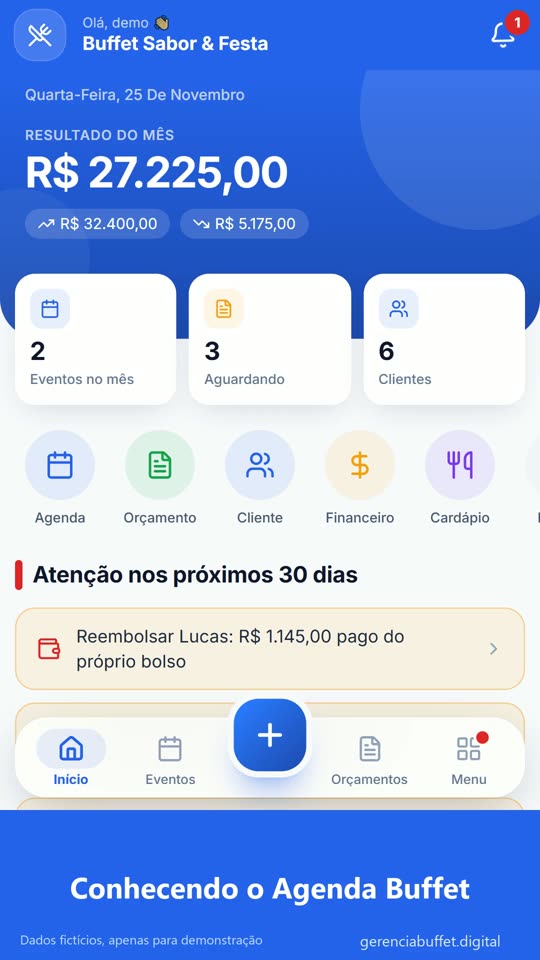 Olá, demo 👋🏽
Buffet Sabor & Festa
1
Quarta-Feira, 25 De Novembro
RESULTADO DO MÊS
R$ 27.225,00
R$ 32.400,00
R$ 5.175,00
2
Eventos no mês
3
Aguardando
6
Clientes
Agenda
Orçamento
Cliente
Financeiro
Cardápio
Atenção nos próximos 30 dias
Reembolsar Lucas: R$ 1.145,00 pago do
próprio bolso
Início
Eventos
Orçamentos
Menu
Conhecendo o Agenda Buffet
Dados fictícios, apenas para demonstração
gerenciabuffet.digital